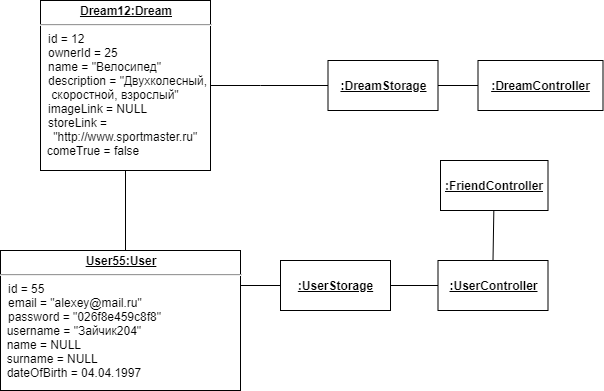 Dream12:Dream
id = 12
ownerId = 25
name = "Велосипед"
description = "Двухколесный,
скоростной, взрослый"
imageLink = NULL
storeLink =
"http://www.sportmaster.ru"
comeTrue = false
:DreamStorage
:DreamController
:FriendController
User55:User
id = 55
email = "alexey@mail.ru"
password = "026f8e459c8f8"
username = "Зайчик204"
name = NULL
surname = NULL
dateOfBirth = 04.04.1997
:UserStorage
:UserController